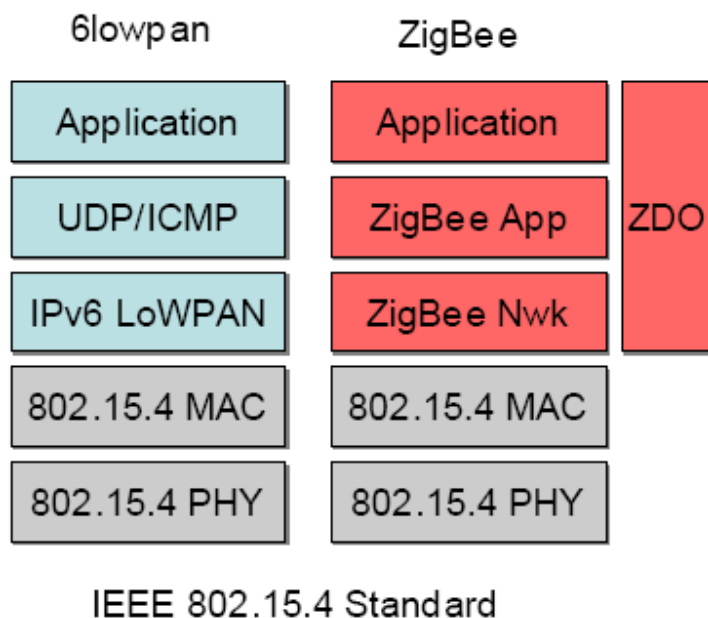 6lowpan
ZigBee
Application
Application
UDP/ICMP
ZigBee App
ZDO
IPv6 LoWPAN
ZigBee Nwk
802.15.4 MAC
802.15.4 MAC
802.15.4 PHY
802.15.4 PHY
IEEE 802.15.4 Standard